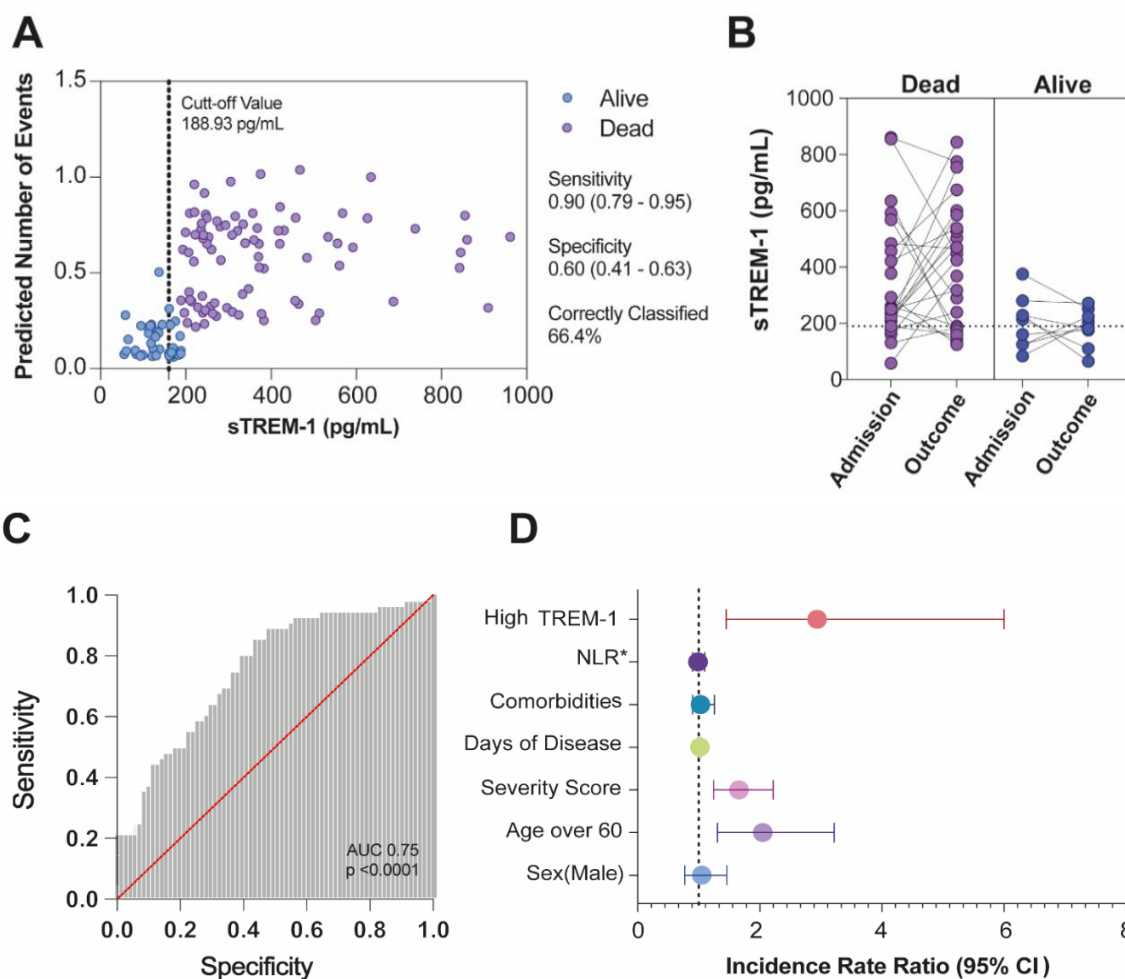 A
Predicted Number of Events
1.5
1.0
0.5
0.0
0
200
400
600
800
1000
sTREM-1 (pg/mL)
Cutt-off Value
188.93 pg/mL
Alive
Dead
Sensitivity
0.90 (0.79 - 0.95)
Specificity
0.60 (0.41 - 0.63)
Correctly Classified
66.4%
B
Dead
Alive
sTREM-1 (pg/mL)
1000
800
600
400
200
0
Admission
Outcome
Admission
Outcome
C
Sensitivity
1.0
0.8
0.6
0.4
0.2
0.0
AUC 0.75
p <0.0001
0.0
0.2
0.4
0.6
0.8
1.0
Specificity
D
High TREM-1
NLR*
Comorbidities
Days of Disease
Severity Score
Age over 60
Sex(Male)
0
2
4
6
8
Incidence Rate Ratio (95% CI )